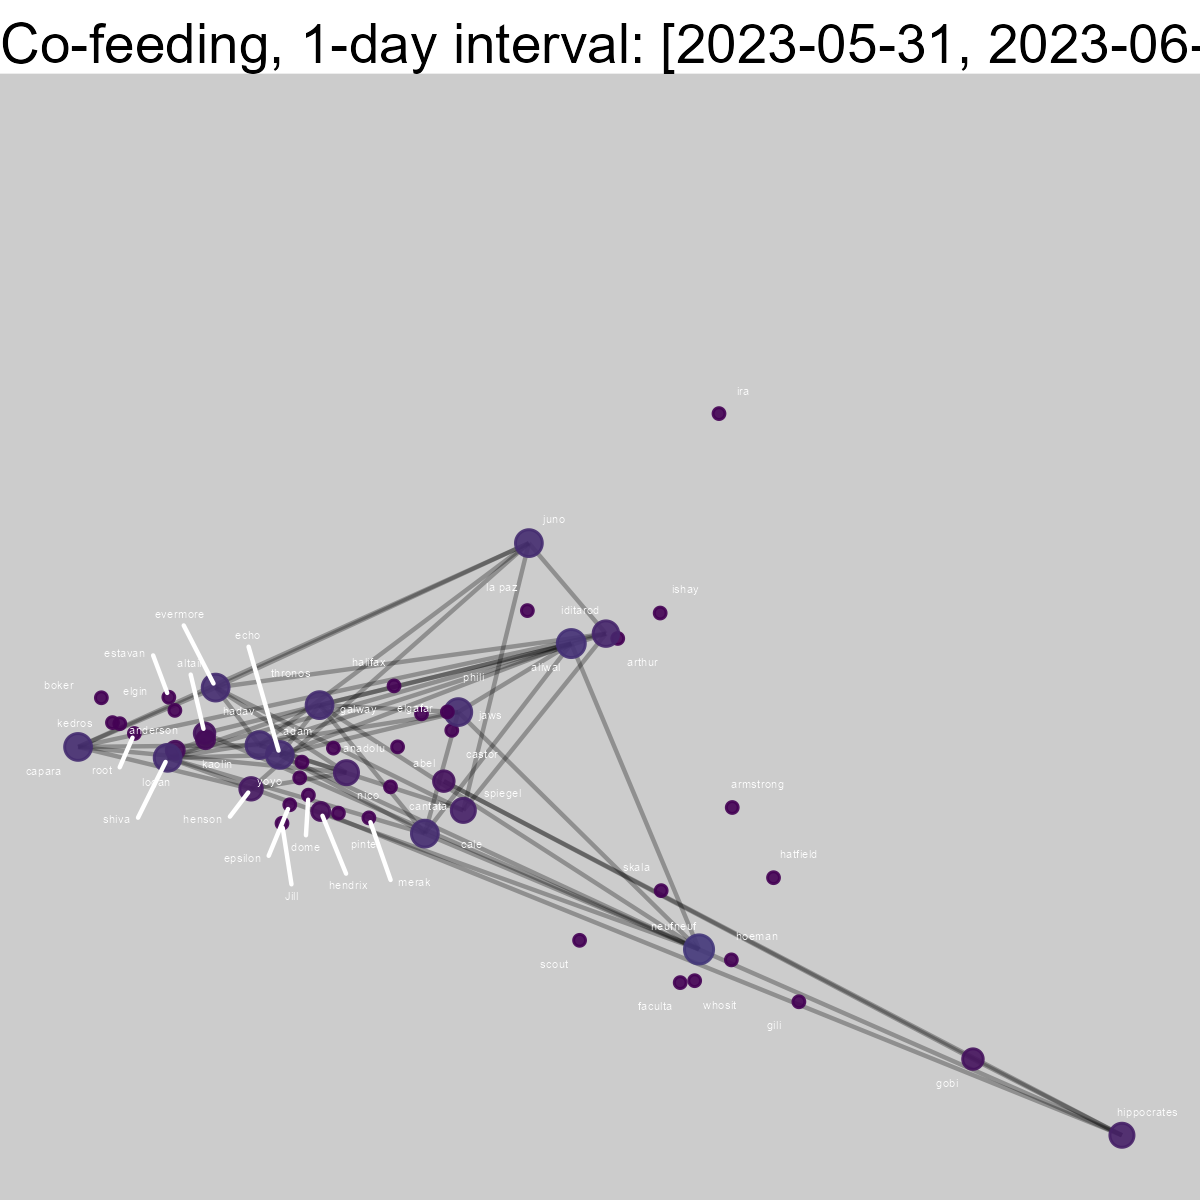 Co-feeding, 1-day interval: [2023-05-31, 2023-06-
ira
juno
la paz
ishay
iditarod
evermore
echo
estavan
altair
halifax
aliwal
arthur
thronos
phili
boker
elgin
hadav
galway
elgafar
jaws
kedros
anderson
adam
anadolu
castor
capara
root
logan
kaolin
yoyo
abel
armstrong
nico
spiegel
shiva
henson
cantata
epsilon
dome
pinte
cale
hatfield
Jill
hendrix
merak
skala
neufneuf
hoeman
scout
faculta
whosit
gili
gobi
hippocrates